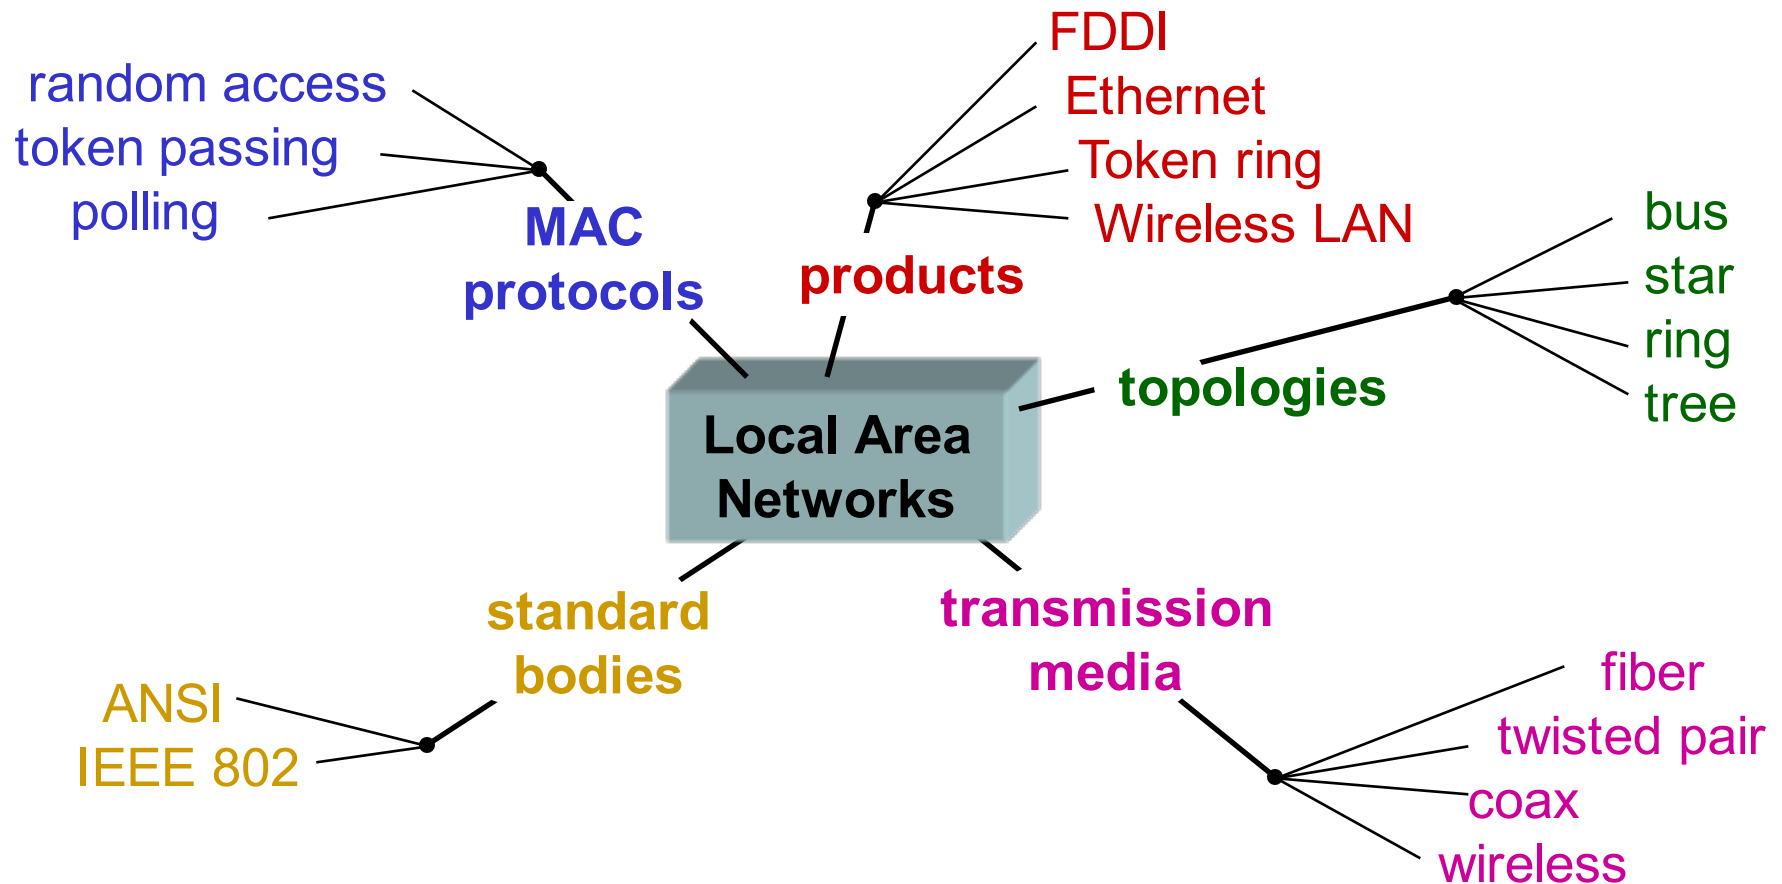 random access
token passing
polling
MAC
protocols
FDDI
Ethernet
Token ring
Wireless LAN
products
bus
star
ring
tree
topologies
Local Area
Networks
standard
bodies
ANSI
IEEE 802
transmission
media
fiber
twisted pair
coax
wireless